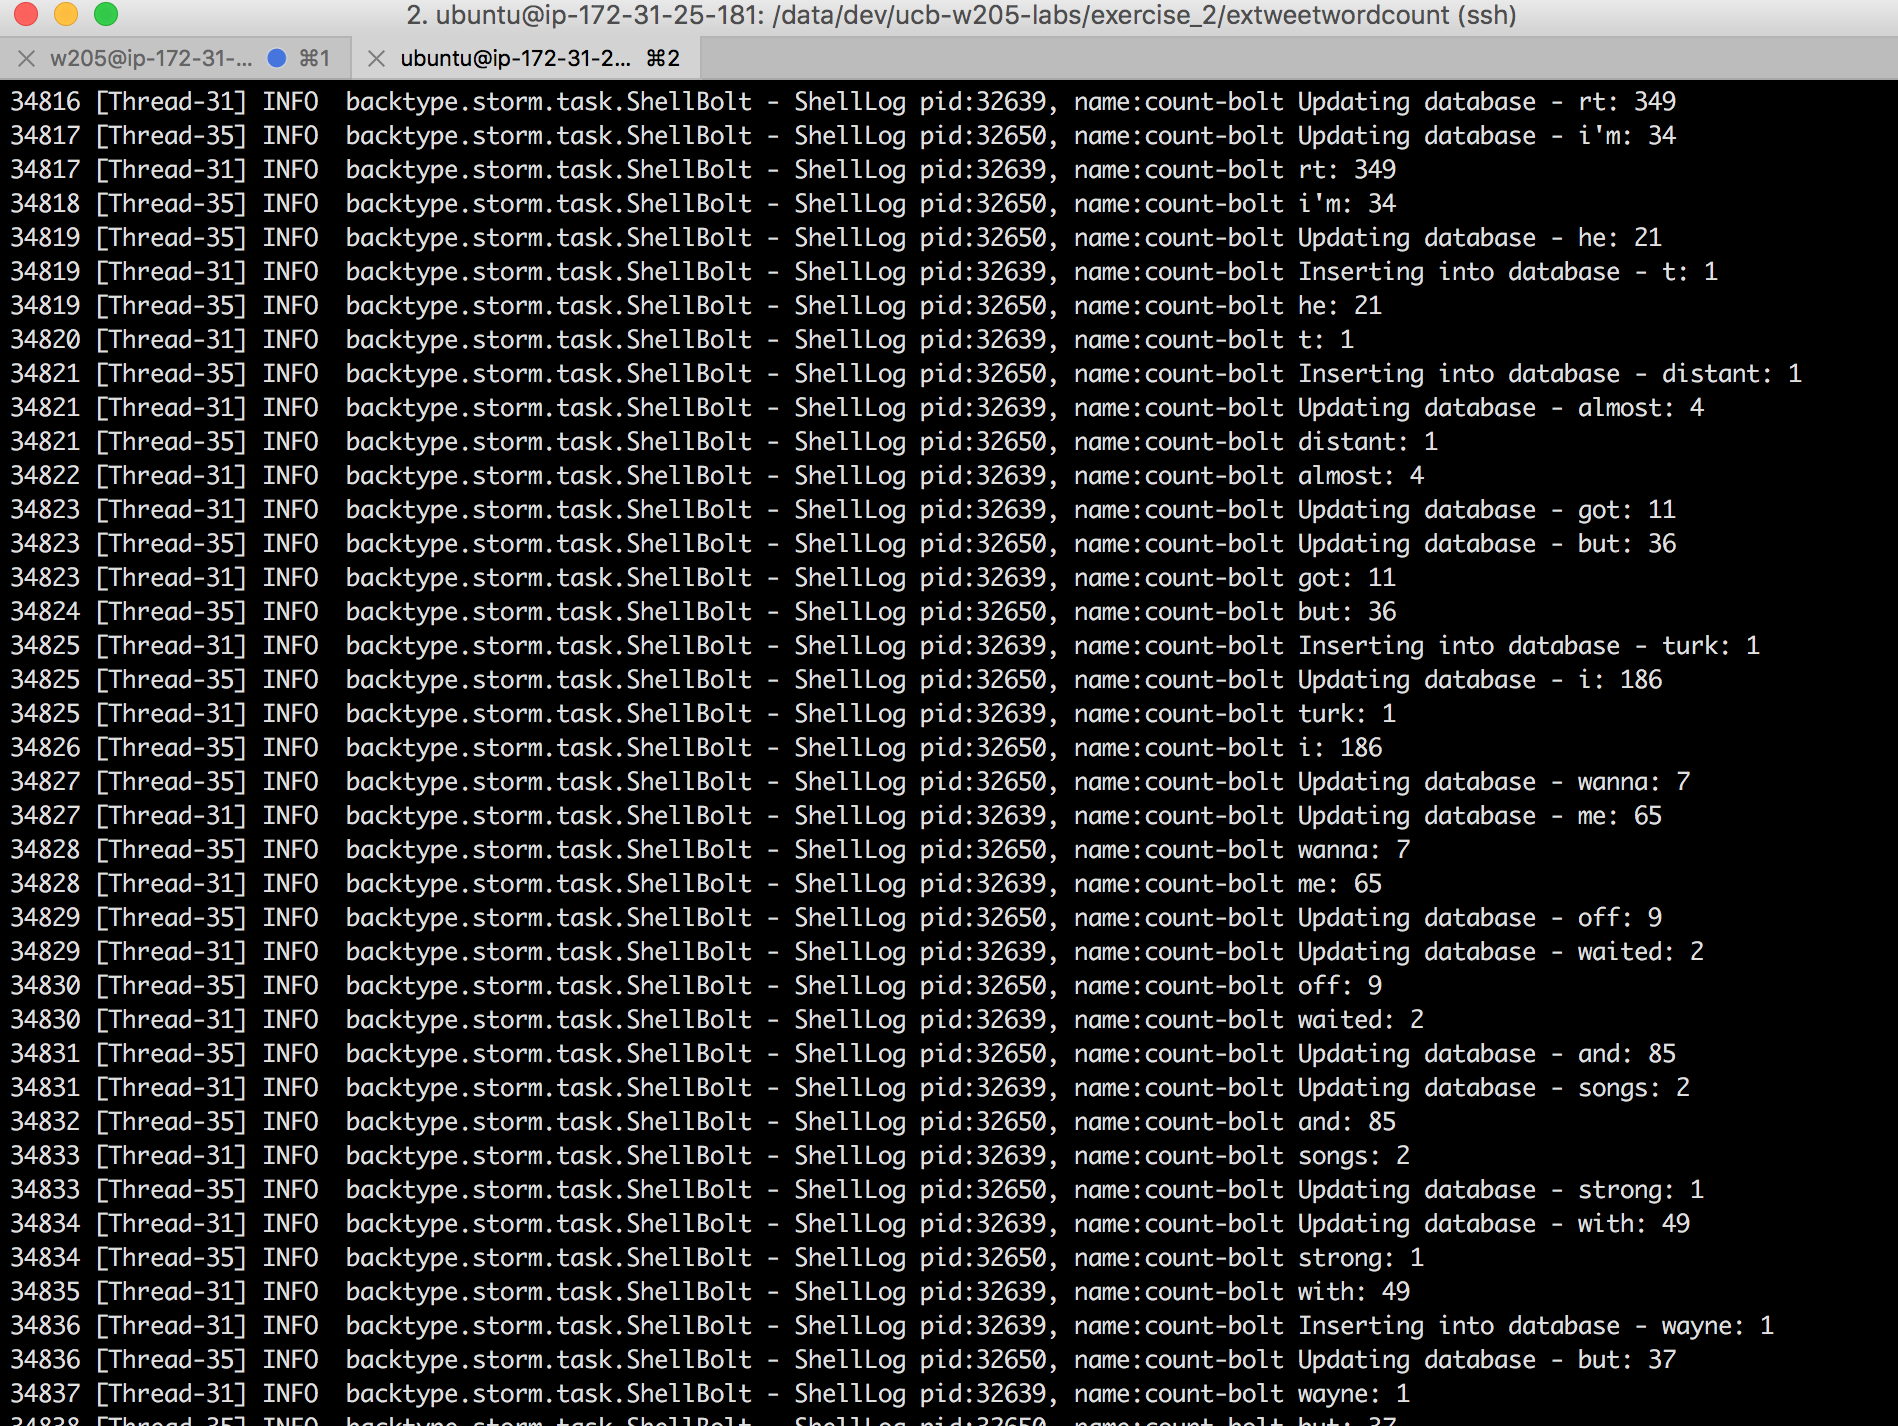 2. ubuntu@ip-172-31-25-181: /data/dev/ucb-w205-labs/exercise_2/extweetwordcount (ssh)
w205@ip-172-31-... ⌘1 ubuntu@ip-172-31-2... ⌘2
34816 [Thread-31] INFO  backtype.storm.task.ShellBolt - ShellLog pid:32639, name:count-bolt Updating database - rt: 349
34817 [Thread-35] INFO  backtype.storm.task.ShellBolt - ShellLog pid:32650, name:count-bolt Updating database - i'm: 34
34817 [Thread-31] INFO  backtype.storm.task.ShellBolt - ShellLog pid:32639, name:count-bolt rt: 349
34818 [Thread-35] INFO  backtype.storm.task.ShellBolt - ShellLog pid:32650, name:count-bolt i'm: 34
34819 [Thread-35] INFO  backtype.storm.task.ShellBolt - ShellLog pid:32650, name:count-bolt Updating database - he: 21
34819 [Thread-31] INFO  backtype.storm.task.ShellBolt - ShellLog pid:32639, name:count-bolt Inserting into database - t: 1
34819 [Thread-35] INFO  backtype.storm.task.ShellBolt - ShellLog pid:32650, name:count-bolt he: 21
34820 [Thread-31] INFO  backtype.storm.task.ShellBolt - ShellLog pid:32639, name:count-bolt t: 1
34821 [Thread-35] INFO  backtype.storm.task.ShellBolt - ShellLog pid:32650, name:count-bolt Inserting into database - distant: 1
34821 [Thread-31] INFO  backtype.storm.task.ShellBolt - ShellLog pid:32639, name:count-bolt Updating database - almost: 4
34821 [Thread-35] INFO  backtype.storm.task.ShellBolt - ShellLog pid:32650, name:count-bolt distant: 1
34822 [Thread-31] INFO  backtype.storm.task.ShellBolt - ShellLog pid:32639, name:count-bolt almost: 4
34823 [Thread-31] INFO  backtype.storm.task.ShellBolt - ShellLog pid:32639, name:count-bolt Updating database - got: 11
34823 [Thread-35] INFO  backtype.storm.task.ShellBolt - ShellLog pid:32650, name:count-bolt Updating database - but: 36
34823 [Thread-31] INFO  backtype.storm.task.ShellBolt - ShellLog pid:32639, name:count-bolt got: 11
34824 [Thread-35] INFO  backtype.storm.task.ShellBolt - ShellLog pid:32650, name:count-bolt but: 36
34825 [Thread-31] INFO  backtype.storm.task.ShellBolt - ShellLog pid:32639, name:count-bolt Inserting into database - turk: 1
34825 [Thread-35] INFO  backtype.storm.task.ShellBolt - ShellLog pid:32650, name:count-bolt Updating database - i: 186
34825 [Thread-31] INFO  backtype.storm.task.ShellBolt - ShellLog pid:32639, name:count-bolt turk: 1
34826 [Thread-35] INFO  backtype.storm.task.ShellBolt - ShellLog pid:32650, name:count-bolt i: 186
34827 [Thread-35] INFO  backtype.storm.task.ShellBolt - ShellLog pid:32650, name:count-bolt Updating database - wanna: 7
34827 [Thread-31] INFO  backtype.storm.task.ShellBolt - ShellLog pid:32639, name:count-bolt Updating database - me: 65
34828 [Thread-35] INFO  backtype.storm.task.ShellBolt - ShellLog pid:32650, name:count-bolt wanna: 7
34828 [Thread-31] INFO  backtype.storm.task.ShellBolt - ShellLog pid:32639, name:count-bolt me: 65
34829 [Thread-35] INFO  backtype.storm.task.ShellBolt - ShellLog pid:32650, name:count-bolt Updating database - off: 9
34829 [Thread-31] INFO  backtype.storm.task.ShellBolt - ShellLog pid:32639, name:count-bolt Updating database - waited: 2
34830 [Thread-35] INFO  backtype.storm.task.ShellBolt - ShellLog pid:32650, name:count-bolt off: 9
34830 [Thread-31] INFO  backtype.storm.task.ShellBolt - ShellLog pid:32639, name:count-bolt waited: 2
34831 [Thread-35] INFO  backtype.storm.task.ShellBolt - ShellLog pid:32650, name:count-bolt Updating database - and: 85
34831 [Thread-31] INFO  backtype.storm.task.ShellBolt - ShellLog pid:32639, name:count-bolt Updating database - songs: 2
34832 [Thread-35] INFO  backtype.storm.task.ShellBolt - ShellLog pid:32650, name:count-bolt and: 85
34833 [Thread-31] INFO  backtype.storm.task.ShellBolt - ShellLog pid:32639, name:count-bolt songs: 2
34833 [Thread-35] INFO  backtype.storm.task.ShellBolt - ShellLog pid:32650, name:count-bolt Updating database - strong: 1
34834 [Thread-31] INFO  backtype.storm.task.ShellBolt - ShellLog pid:32639, name:count-bolt Updating database - with: 49
34834 [Thread-35] INFO  backtype.storm.task.ShellBolt - ShellLog pid:32650, name:count-bolt strong: 1
34835 [Thread-31] INFO  backtype.storm.task.ShellBolt - ShellLog pid:32639, name:count-bolt with: 49
34836 [Thread-31] INFO  backtype.storm.task.ShellBolt - ShellLog pid:32639, name:count-bolt Inserting into database - wayne: 1
34836 [Thread-35] INFO  backtype.storm.task.ShellBolt - ShellLog pid:32650, name:count-bolt Updating database - but: 37
34837 [Thread-31] INFO  backtype.storm.task.ShellBolt - ShellLog pid:32639, name:count-bolt wayne: 1
34838 [Thread-35] INFO  backtype.storm.task.ShellBolt - ShellLog pid:32650, name:count-bolt but: 37